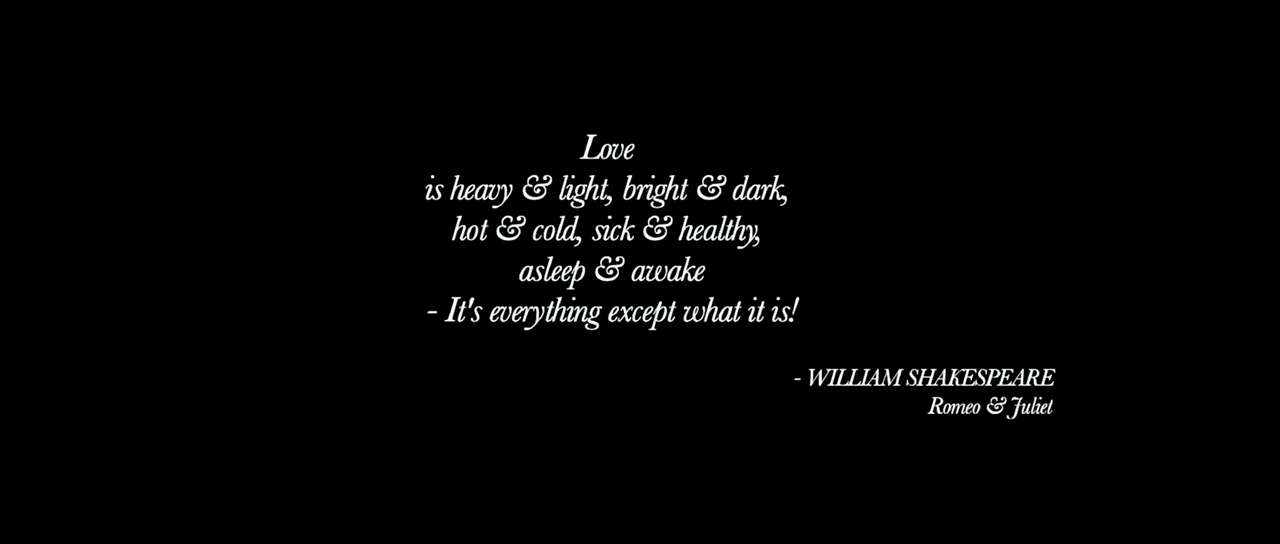 Love
is heavy & light, bright & dark,
hot & cold, sick & healthy,
asleep & awake
- It's everything except what it is!
- WILLIAM SHAKESPEARE
Romeo & Juliet